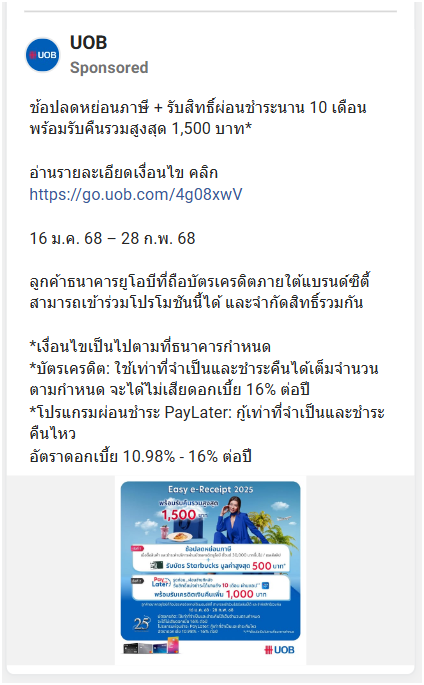 UOB
UOB
Sponsored
ช้อปลดหย่อนภาษี + รับสิทธิ์ผ่อนชำระนาน 10 เดือน
พร้อมรับคืนรวมสูงสุด 1,500 บาท*
อ่านรายละเอียดเงื่อนไข คลิก
https://go.uob.com/4g08xwV
16 ม.ค. 68 – 28 ก.พ. 68
ลูกค้าธนาคารยูโอบีที่ถือบัตรเครดิตภายใต้แบรนด์ซิตี้
สามารถเข้าร่วมโปรโมชันนี้ได้ และจำกัดสิทธิ์รวมกัน
*เงื่อนไขเป็นไปตามที่ธนาคารกำหนด
*บัตรเครดิต: ใช้เท่าที่จำเป็นและชำระคืนได้เต็มจำนวน
ตามกำหนด จะได้ไม่เสียดอกเบี้ย 16% ต่อปี
*โปรแกรมผ่อนชำระ PayLater: กู้เท่าที่จำเป็นและชำระ
คืนไหว
อัตราดอกเบี้ย 10.98% - 16% ต่อปี
Easy e-Receipt 2025
พร้อมรับคืนรวมสูงสุด
1,500 บาท*
ช้อปลดหย่อนภาษี
รับบัตร Starbucks มูลค่าสูงสุด 500 บาท*
Pay Later
10 เดือน
พร้อมรับเครดิตเงินคืนเพิ่ม 1,000 บาท*
25
UOB